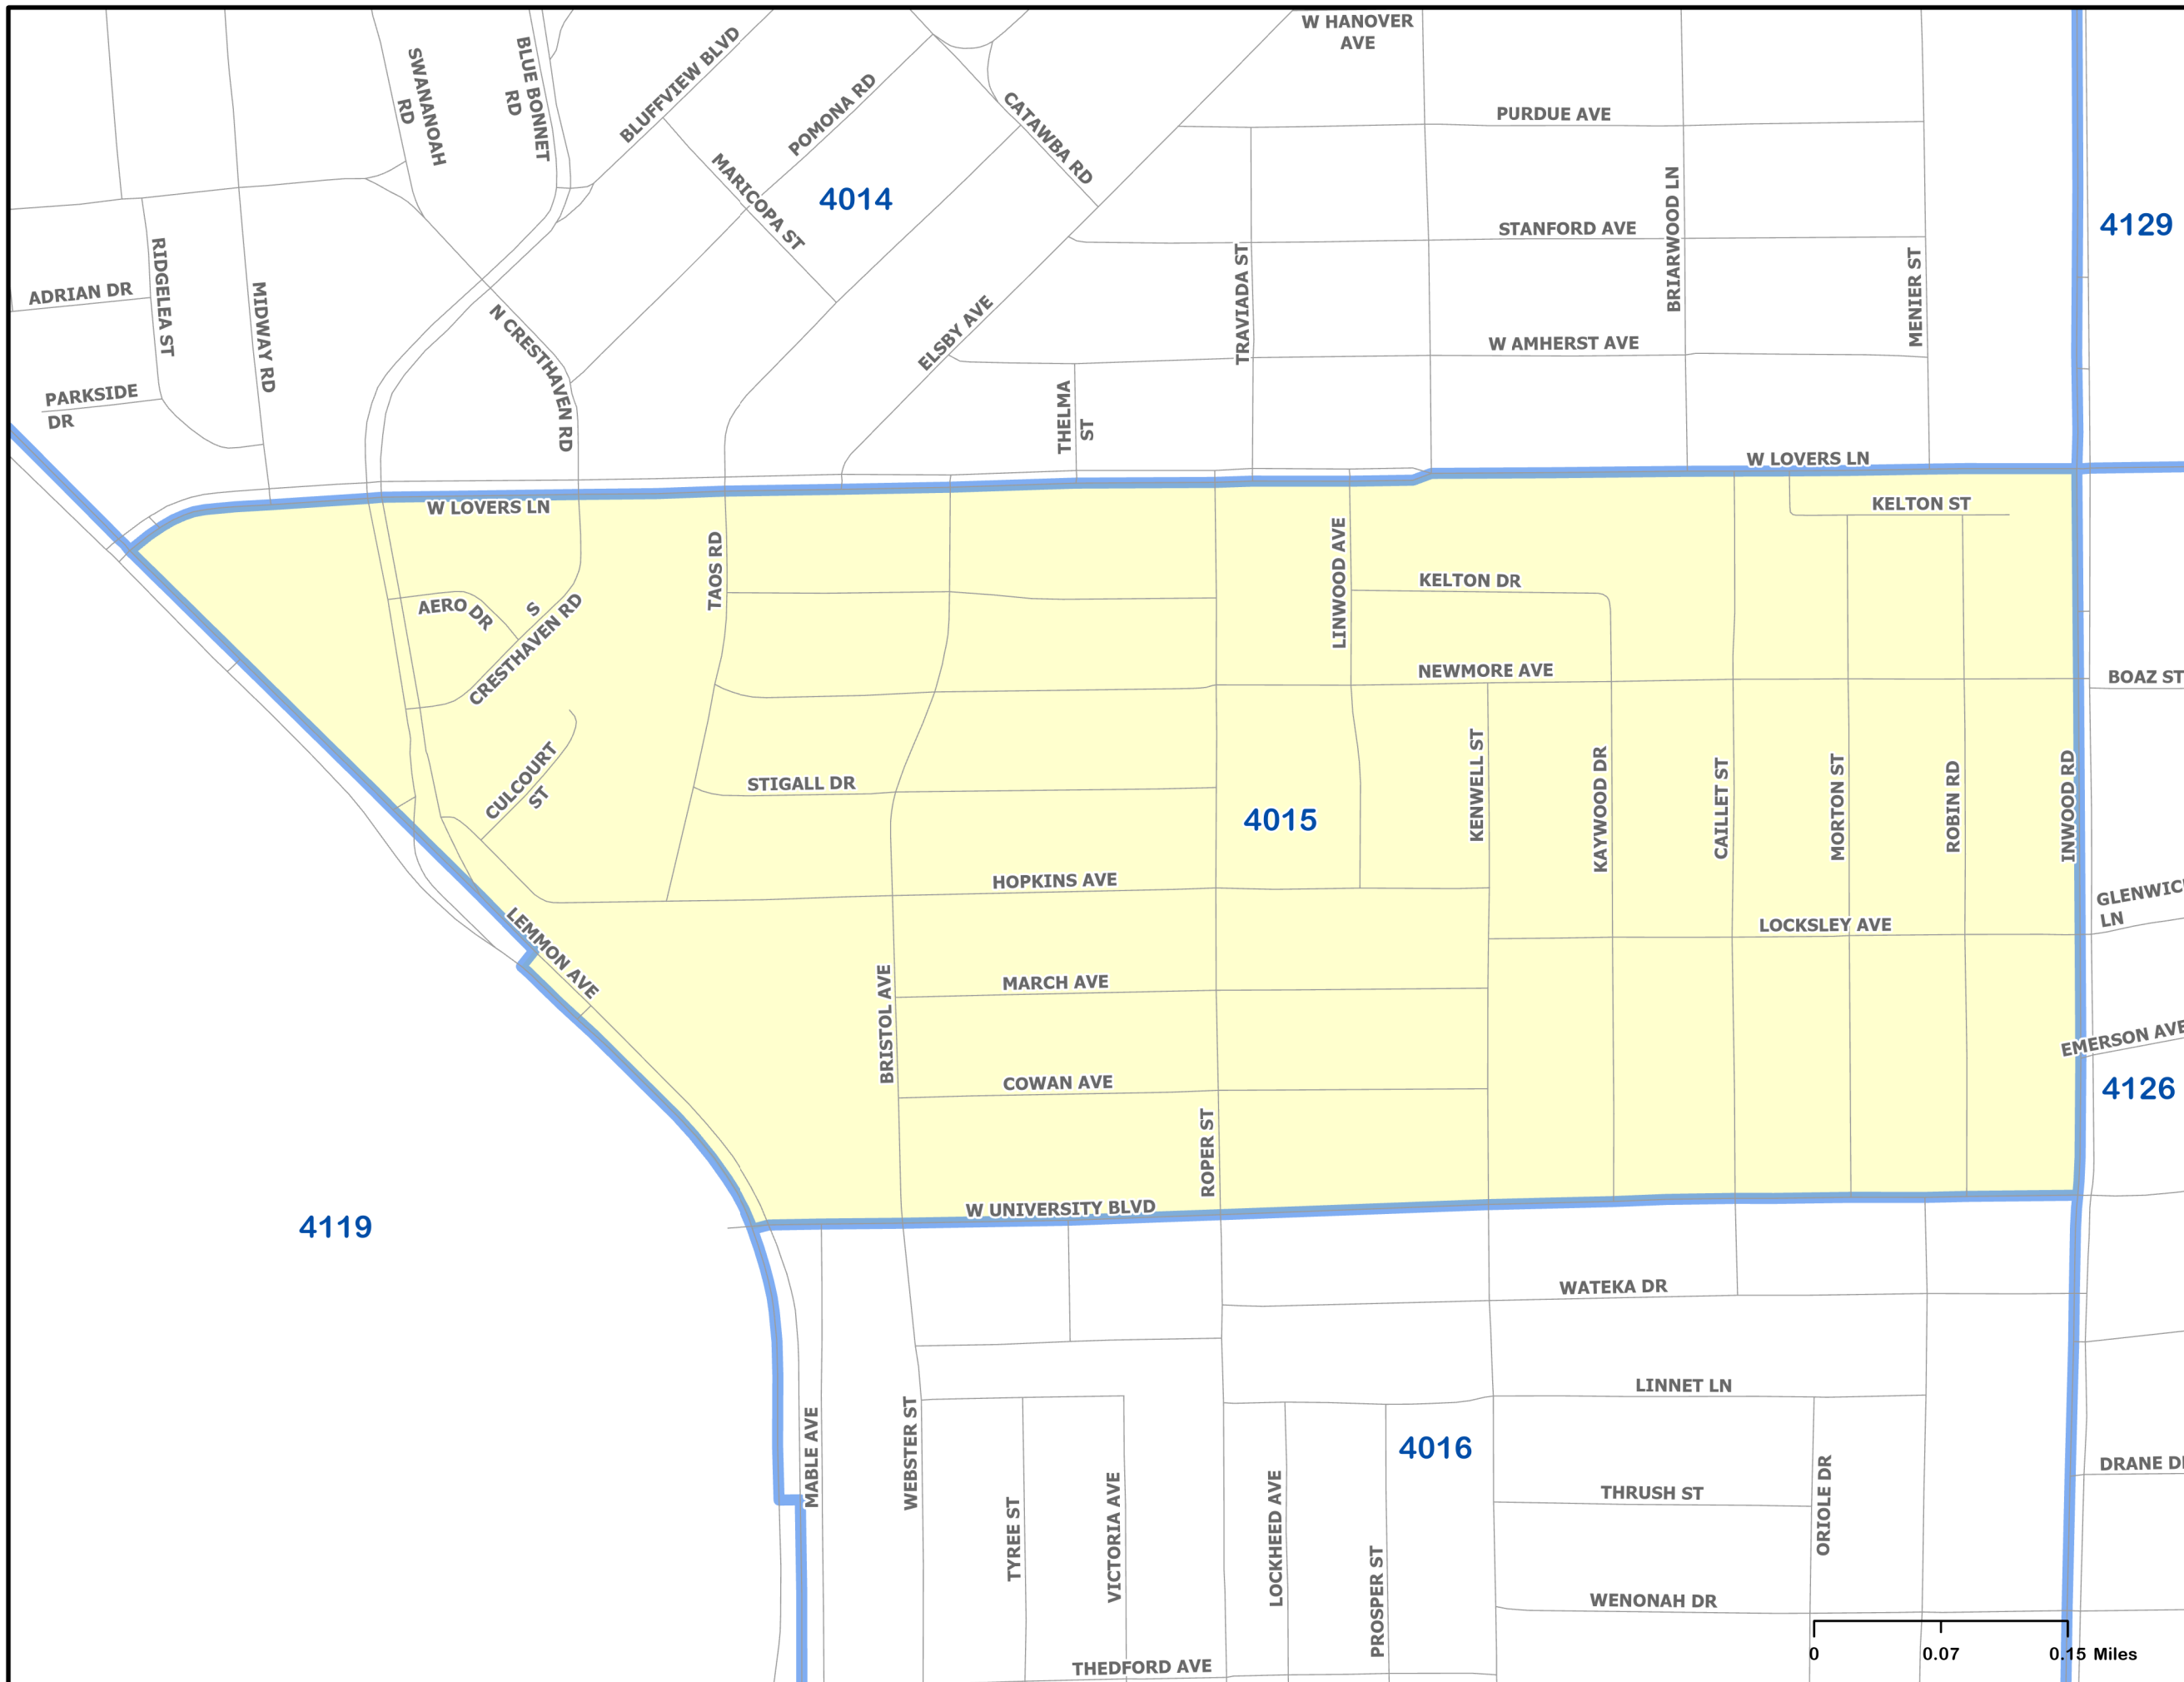 W HANOVER
AVE
SWANANOAH
RD
BLUE BONNET
RD
BLUFFVIEW BLVD
POMONA RD
CATAWBA RD
PURDUE AVE
MARICOPA ST
4014
BRIARWOOD LN
STANFORD AVE
4129
RIDGELEA ST
ADRIAN DR
MIDWAY RD
N CRESTHAVEN RD
ELSBY AVE
TRAVIADA ST
MENIER ST
W AMHERST AVE
PARKSIDE
DR
THELMA
ST
W LOVERS LN
W LOVERS LN
KELTON ST
TAOS RD
LINWOOD AVE
KELTON DR
AERO DR
S
CRESTHAVEN RD
NEWMORE AVE
BOAZ ST
CULCOURT
ST
STIGALL DR
4015
KENWELL ST
KAYWOOD DR
CAILLET ST
MORTON ST
ROBIN RD
INWOOD RD
HOPKINS AVE
GLENWICK
LN
LOCKSLEY AVE
LEMMON AVE
BRISTOL AVE
MARCH AVE
EMERSON AVE
COWAN AVE
4126
ROPER ST
W UNIVERSITY BLVD
4119
WATEKA DR
LINNET LN
MABLE AVE
WEBSTER ST
4016
TYREE ST
VICTORIA AVE
LOCKHEED AVE
PROSPER ST
THRUSH ST
ORIOLE DR
DRANE D
WENONAH DR
THEDFORD AVE
0 0.07 0.15 Miles